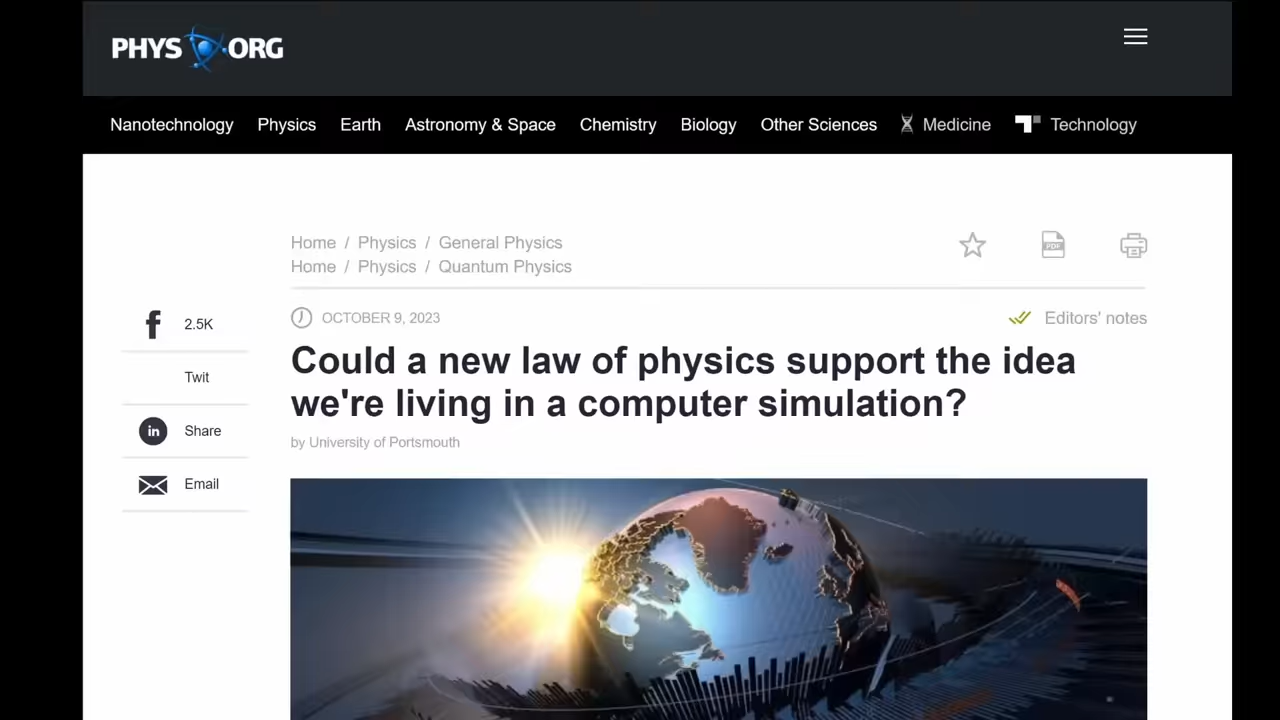 PHYS ORG
Nanotechnology Physics Earth Astronomy & Space Chemistry Biology Other Sciences Medicine Technology
Home / Physics / General Physics
Home / Physics / Quantum Physics
PDF
OCTOBER 9, 2023
Editors' notes
Could a new law of physics support the idea
we're living in a computer simulation?
by University of Portsmouth
f 2.5K
Twit
in Share
Email